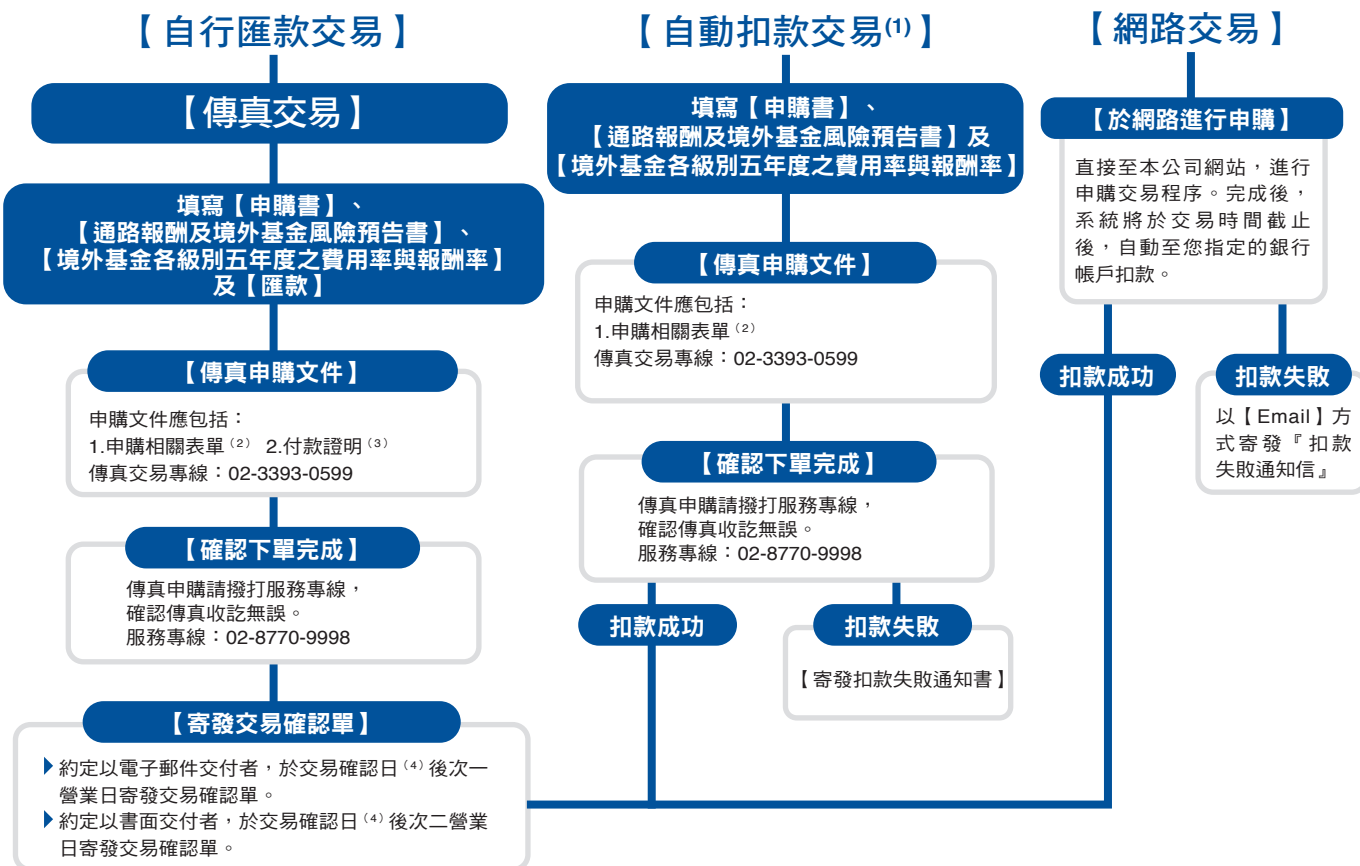 【自行匯款交易】
【傳真交易】
填寫【申購書】、
【通路報酬及境外基金風險預告書】、
【境外基金各級別五年度之費用率與報酬率】
及【匯款】
【傳真申購文件】
申購文件應包括：
1.申購相關表單⁽²⁾ 2.付款證明⁽³⁾
傳真交易專線：02-3393-0599
【確認下單完成】
傳真申購請撥打服務專線，
確認傳真收訖無誤。
服務專線：02-8770-9998
【寄發交易確認單】
約定以電子郵件交付者，於交易確認日⁽⁴⁾後次一
營業日寄發交易確認單。
約定以書面交付者，於交易確認日⁽⁴⁾後次二營業
日寄發交易確認單。
【自動扣款交易⁽¹⁾】
填寫【申購書】、
【通路報酬及境外基金風險預告書】及
【境外基金各級別五年度之費用率與報酬率】
【傳真申購文件】
申購文件應包括：
1.申購相關表單⁽²⁾
傳真交易專線：02-3393-0599
【確認下單完成】
傳真申購請撥打服務專線，
確認傳真收訖無誤。
服務專線：02-8770-9998
扣款成功
扣款失敗
【寄發扣款失敗通知書】
【網路交易】
【於網路進行申購】
直接至本公司網站，進行
申購交易程序。完成後，
系統將於交易時間截止
後，自動至您指定的銀行
帳戶扣款。
扣款成功
扣款失敗
以【Email】方
式寄發『扣款
失敗通知信』